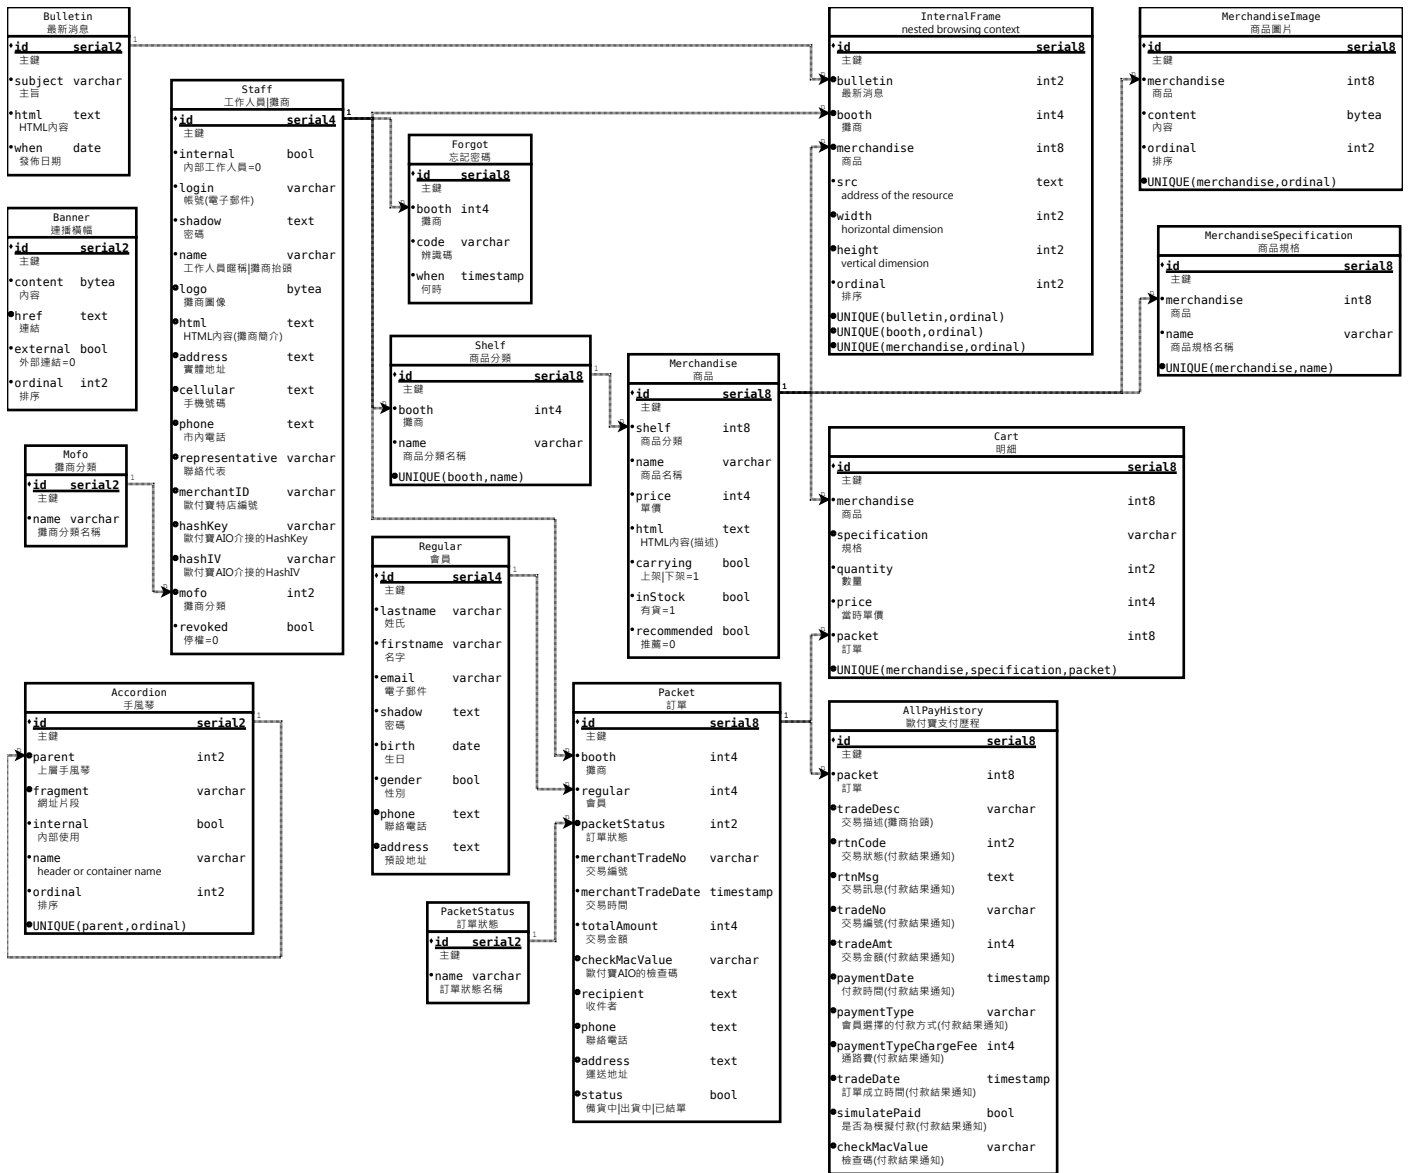 Bulletin
最新消息
id serial2
主鍵
subject varchar
主旨
html text
HTML內容
when date
發佈日期
Banner
連播橫幅
id serial2
主鍵
content bytea
內容
href text
連結
external bool
外部連結=0
ordinal int2
排序
Mofo
攤商分類
id serial2
主鍵
name varchar
攤商分類名稱
Staff
工作人員|攤商
id serial4
主鍵
internal bool
內部工作人員=0
login varchar
帳號(電子郵件)
shadow text
密碼
name varchar
工作人員暱稱|攤商抬頭
logo bytea
攤商圖像
html text
HTML內容(攤商簡介)
address text
實體地址
cellular text
手機號碼
phone text
市內電話
representative varchar
聯絡代表
merchantID varchar
歐付寶特店編號
hashKey varchar
歐付寶AIO介接的HashKey
hashIV varchar
歐付寶AIO介接的HashIV
mofo int2
攤商分類
revoked bool
停權=0
Forgot
忘記密碼
id serial8
主鍵
booth int4
攤商
code varchar
辨識碼
when timestamp
何時
Shelf
商品分類
id serial8
主鍵
booth int4
攤商
name varchar
商品分類名稱
UNIQUE(booth,name)
Merchandise
商品
id serial8
主鍵
shelf int8
商品分類
name varchar
商品名稱
price int4
單價
html text
HTML內容(描述)
carrying bool
上架|下架=1
inStock bool
有貨=1
recommended bool
推薦=0
InternalFrame
nested browsing context
id serial8
主鍵
bulletin int2
最新消息
booth int4
攤商
merchandise int8
商品
src text
address of the resource
width int2
horizontal dimension
height int2
vertical dimension
ordinal int2
排序
UNIQUE(bulletin,ordinal)
UNIQUE(booth,ordinal)
UNIQUE(merchandise,ordinal)
MerchandiseImage
商品圖片
id serial8
主鍵
merchandise int8
商品
content bytea
內容
ordinal int2
排序
UNIQUE(merchandise,ordinal)
MerchandiseSpecification
商品規格
id serial8
主鍵
merchandise int8
商品
name varchar
商品規格名稱
UNIQUE(merchandise,name)
Cart
明細
id serial8
主鍵
merchandise int8
商品
specification varchar
規格
quantity int2
數量
price int4
當時單價
packet int8
訂單
UNIQUE(merchandise,specification,packet)
Regular
會員
id serial4
主鍵
lastname varchar
姓氏
firstname varchar
名字
email varchar
電子郵件
shadow text
密碼
birth date
生日
gender bool
性別
phone text
聯絡電話
address text
預設地址
Accordion
手風琴
id serial2
主鍵
parent int2
上層手風琴
fragment varchar
網址片段
internal bool
內部使用
name varchar
header or container name
ordinal int2
排序
UNIQUE(parent,ordinal)
PacketStatus
訂單狀態
id serial2
主鍵
name varchar
訂單狀態名稱
Packet
訂單
id serial8
主鍵
booth int4
攤商
regular int4
會員
packetStatus int2
訂單狀態
merchantTradeNo varchar
交易編號
merchantTradeDate timestamp
交易時間
totalAmount int4
交易金額
checkMacValue varchar
歐付寶AIO的檢查碼
recipient text
收件者
phone text
聯絡電話
address text
運送地址
status bool
備貨中|出貨中|已結單
AllPayHistory
歐付寶支付歷程
id serial8
主鍵
packet int8
訂單
tradeDesc varchar
交易描述(攤商抬頭)
rtnCode int2
交易狀態(付款結果通知)
rtnMsg text
交易訊息(付款結果通知)
tradeNo varchar
交易編號(付款結果通知)
tradeAmt int4
交易金額(付款結果通知)
paymentDate timestamp
付款時間(付款結果通知)
paymentType varchar
會員選擇的付款方式(付款結果通知)
paymentTypeChargeFee int4
通路費(付款結果通知)
tradeDate timestamp
訂單成立時間(付款結果通知)
simulatePaid bool
是否為模擬付款(付款結果通知)
checkMacValue varchar
檢查碼(付款結果通知)